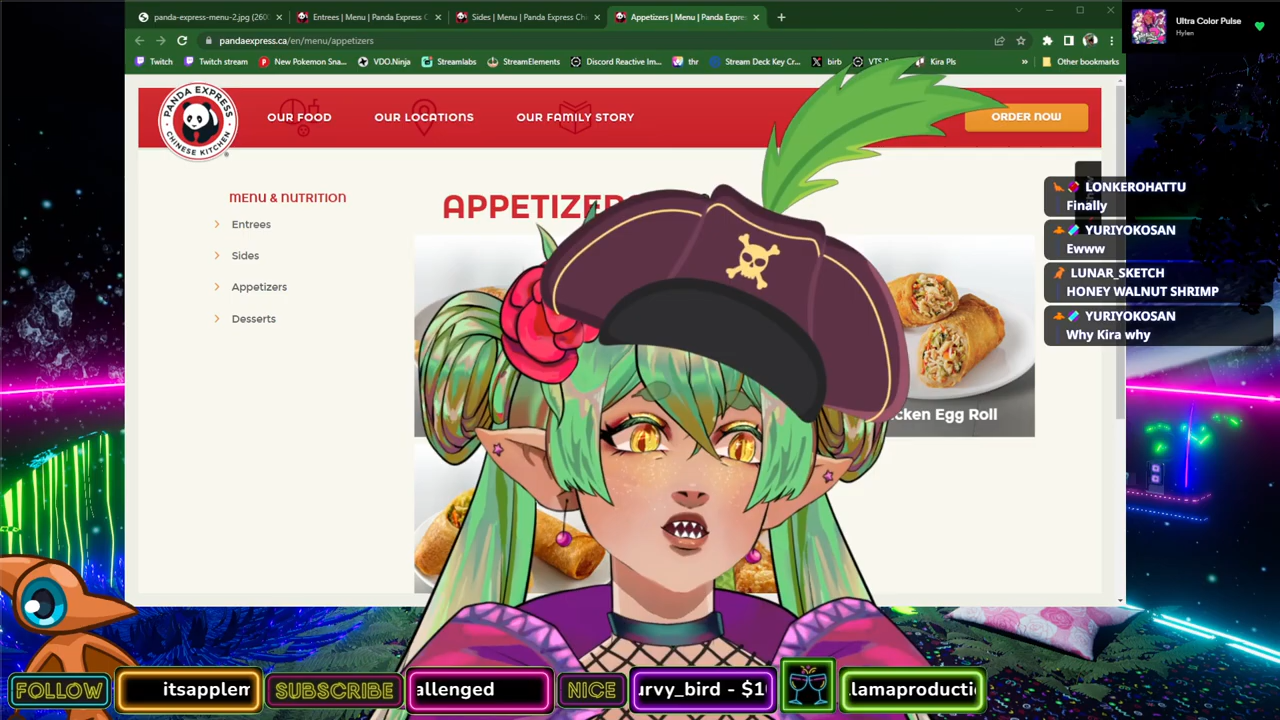 panda-express-menu-2.jpg (260
Entrees | Menu | Panda Express C
Sides | Menu | Panda Express Chi
Appetizers | Menu | Panda Expre
Ultra Color Pulse
Hylen
pandaexpress.ca/en/menu/appetizers
Twitch
Twitch stream
New Pokemon Sna...
VDO.Ninja
Streamlabs
StreamElements
Discord Reactive Im...
thr
Stream Deck Key Cr...
birb
VTS
Kira Pls
Other bookmarks
PANDA EXPRESS
CHINESE KITCHEN
OUR FOOD
OUR LOCATIONS
OUR FAMILY STORY
ORDER NOW
MENU & NUTRITION
Entrees
Sides
Appetizers
Desserts
APPETIZER
cken Egg Roll
LONKEROHATTU
Finally
YURIYOKOSAN
Ewww
LUNAR_SKETCH
HONEY WALNUT SHRIMP
YURIYOKOSAN
Why Kira why
FOLLOW
itsapplem
SUBSCRIBE
allenged
NICE
urvy_bird - $1
lamaproducti